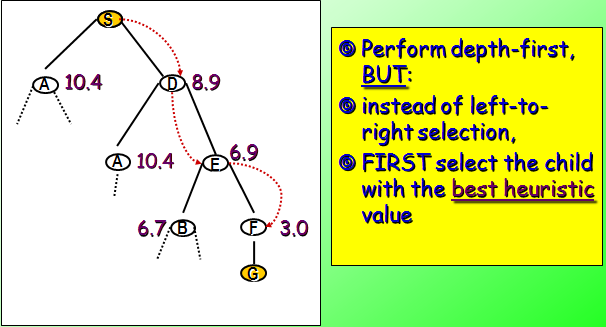 S
A 10.4
D 8.9
A 10.4
E 6.9
6.7 B
F 3.0
G
Perform depth-first,
BUT:
instead of left-to-
right selection,
FIRST select the child
with the best heuristic
value